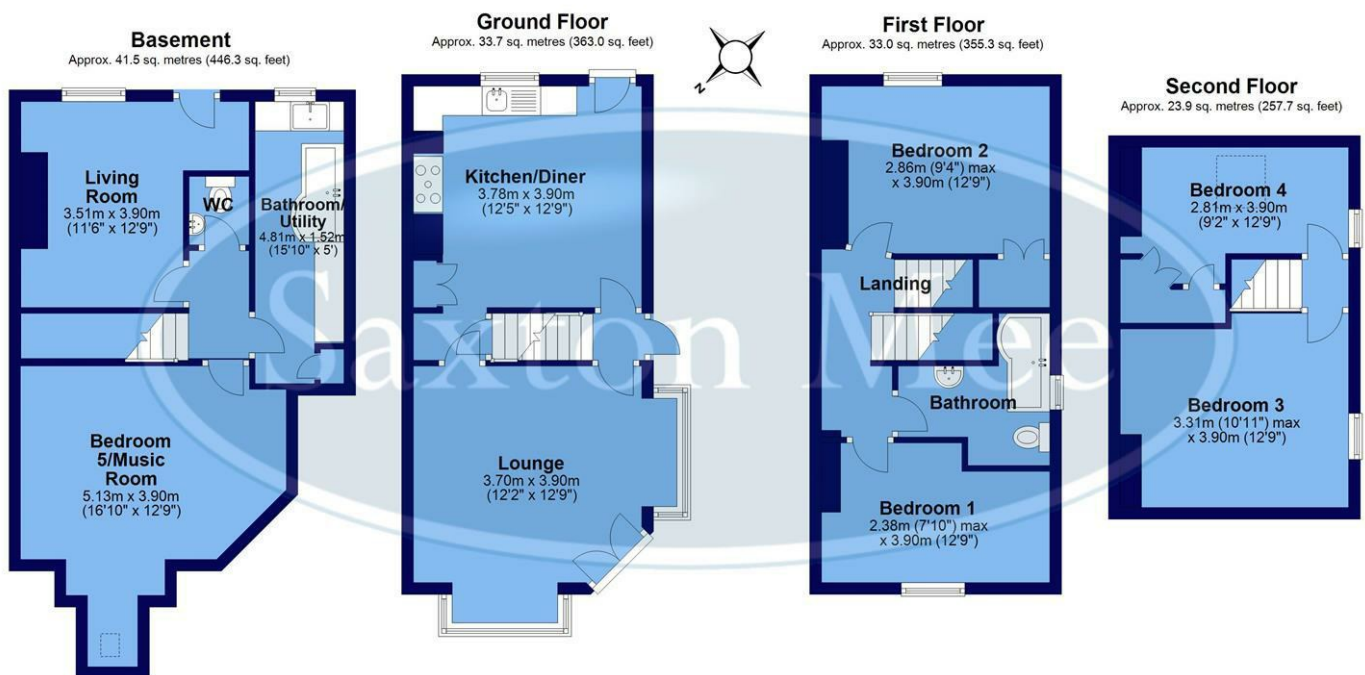 Basement
Approx. 41.5 sq. metres (446.3 sq. feet)
Living
Room
3.51m x 3.90m
(11'6" x 12'9")
WC
Bathroom/
Utility
4.81m x 1.52m
(15'10" x 5')
Bedroom
5/Music
Room
5.13m x 3.90m
(16'10" x 12'9")
Ground Floor
Approx. 33.7 sq. metres (363.0 sq. feet)
Kitchen/Diner
3.78m x 3.90m
(12'5" x 12'9")
Lounge
3.70m x 3.90m
(12'2" x 12'9")
N
First Floor
Approx. 33.0 sq. metres (355.3 sq. feet)
Bedroom 2
2.86m (9'4") max
x 3.90m (12'9")
Landing
Bathroom
Bedroom 1
2.38m (7'10") max
x 3.90m (12'9")
Second Floor
Approx. 23.9 sq. metres (257.7 sq. feet)
Bedroom 4
2.81m x 3.90m
(9'2" x 12'9")
Bedroom 3
3.31m (10'11") max
x 3.90m (12'9")
Saxton Mee